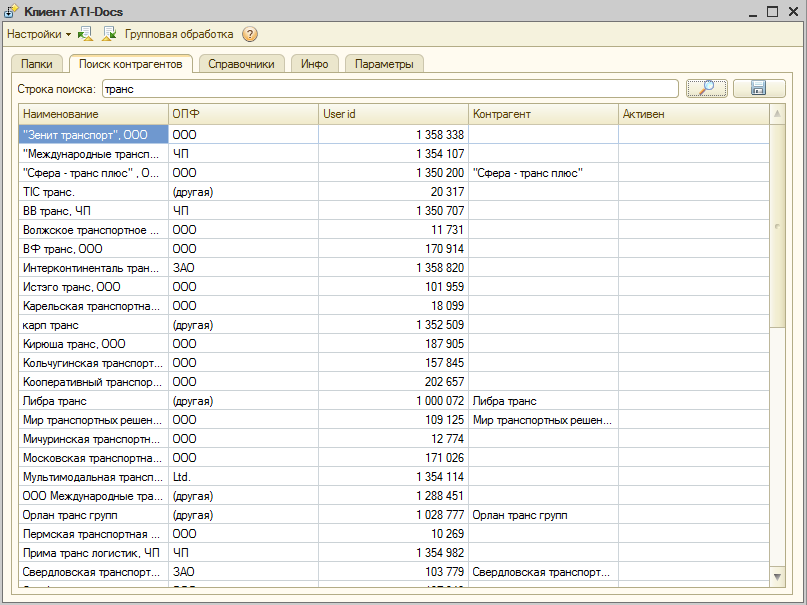 Клиент ATI-Docs
Настройки Групповая обработка ?
Папки Поиск контрагентов Справочники Инфо Параметры
Строка поиска: транс
Наименование ОПФ User id Контрагент Активен
"Зенит транспорт", ООО ООО 1 358 338
"Международные трансп... ЧП 1 354 107
"Сфера - транс плюс" , О... ООО 1 350 200 "Сфера - транс плюс"
TIC транс. (другая) 20 317
ВВ транс, ЧП ЧП 1 350 707
Волжское транспортное ... ООО 11 731
ВФ транс, ООО ООО 170 914
Интерконтиненталь тран... ЗАО 1 358 820
Истэго транс, ООО ООО 101 959
Карельская транспортна... ООО 18 099
карп транс (другая) 1 352 509
Кирюша транс, ООО ООО 187 905
Кольчугинская транспорт... ООО 157 845
Кооперативный транспор... ООО 202 657
Либра транс (другая) 1 000 072 Либра транс
Мир транспортных решен... ООО 109 125 Мир транспортных решен...
Мичуринская транспортн... ООО 12 774
Московская транспортна... ООО 171 026
Мультимодальная трансп... Ltd. 1 354 114
ООО Международные тра... (другая) 1 288 451
Орлан транс групп (другая) 1 028 777 Орлан транс групп
Пермская транспортная ... ООО 10 269
Прима транс логистик, ЧП ЧП 1 354 982
Свердловская транспорт... ЗАО 103 779 Свердловская транспорт...